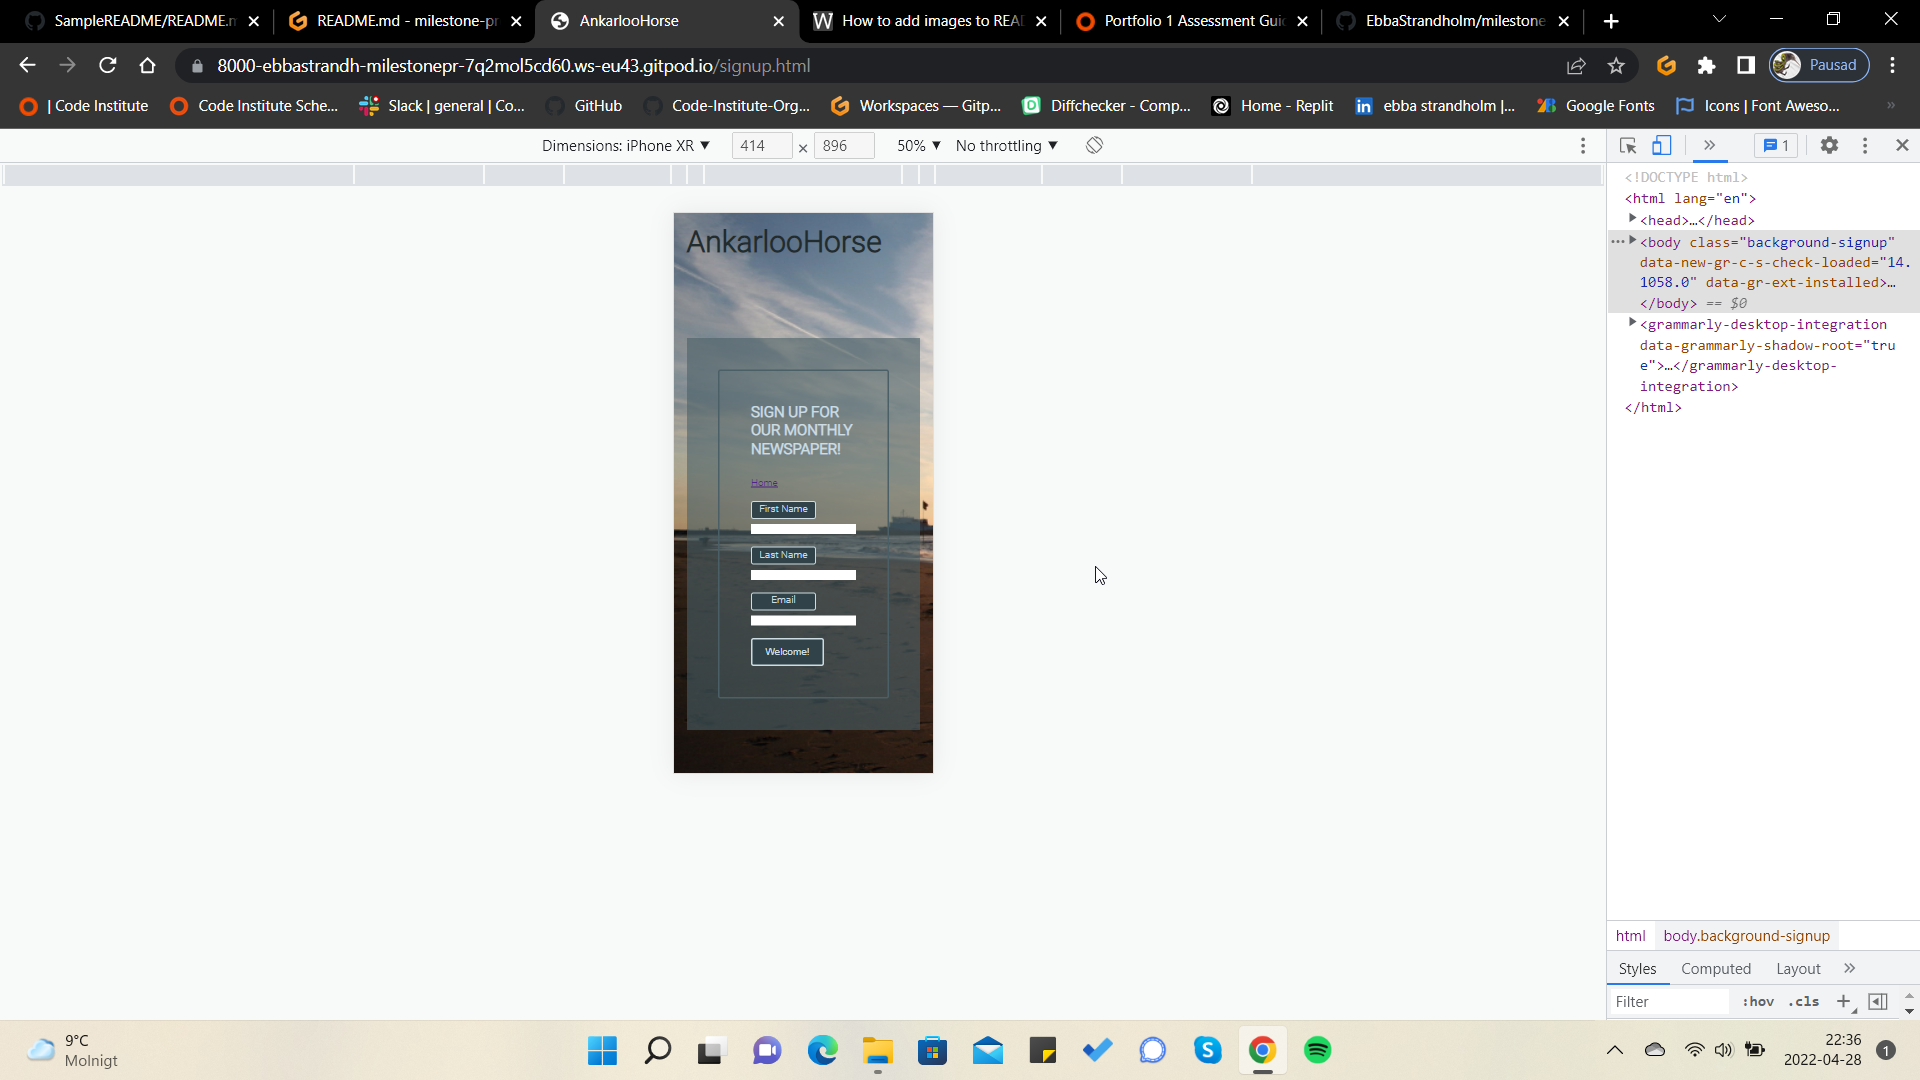 SampleREADME/README.m
README.md - milestone-pr
AnkarlooHorse
How to add images to REA
Portfolio 1 Assessment Gui
EbbaStrandholm/milestone
8000-ebbastrandh-milestonepr-7q2mol5cd60.ws-eu43.gitpod.io/signup.html
Pausad
| Code Institute
Code Institute Sche...
Slack | general | Co...
GitHub
Code-Institute-Org...
Workspaces — Gitp...
Diffchecker - Comp...
Home - Replit
ebba strandholm |...
Google Fonts
Icons | Font Aweso...
»
Dimensions: iPhone XR ▼ 414 × 896 50% ▼ No throttling ▼
1
AnkarlooHorse
SIGN UP FOR
OUR MONTHLY
NEWSPAPER!
Home
First Name
Last Name
Email
Welcome!
<!DOCTYPE html>
<html lang="en">
<head>…</head>
<body class="background-signup"
data-new-gr-c-s-check-loaded="14.
1058.0" data-gr-ext-installed>…
</body> == $0
<grammarly-desktop-integration
data-grammarly-shadow-root="tru
e">…</grammarly-desktop-
integration>
</html>
html body.background-signup
Styles Computed Layout »
Filter :hov .cls
9°C
Molnigt
22:36
2022-04-28
1